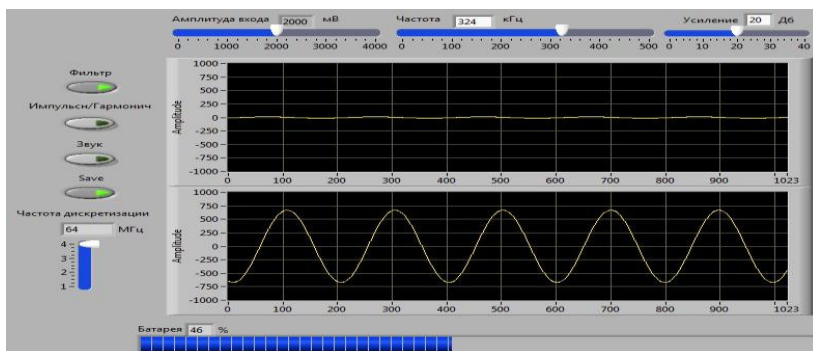 Амплитуда входа 2000 мВ Частота 324 кГц Усиление 20 Дб
0 1000 2000 3000 4000 0 100 200 300 400 500 0 10 20 30 40
Фильтр
Импульсн/Гармонич
Звук
Save
Частота дискретизации
64 МГц
4
3
2
1
Amplitude
1000
750
500
250
0
-250
-500
-750
-1000
0 100 200 300 400 500 600 700 800 900 1023
Amplitude
1000
750
500
250
0
-250
-500
-750
-1000
0 100 200 300 400 500 600 700 800 900 1023
Батарея 46 %